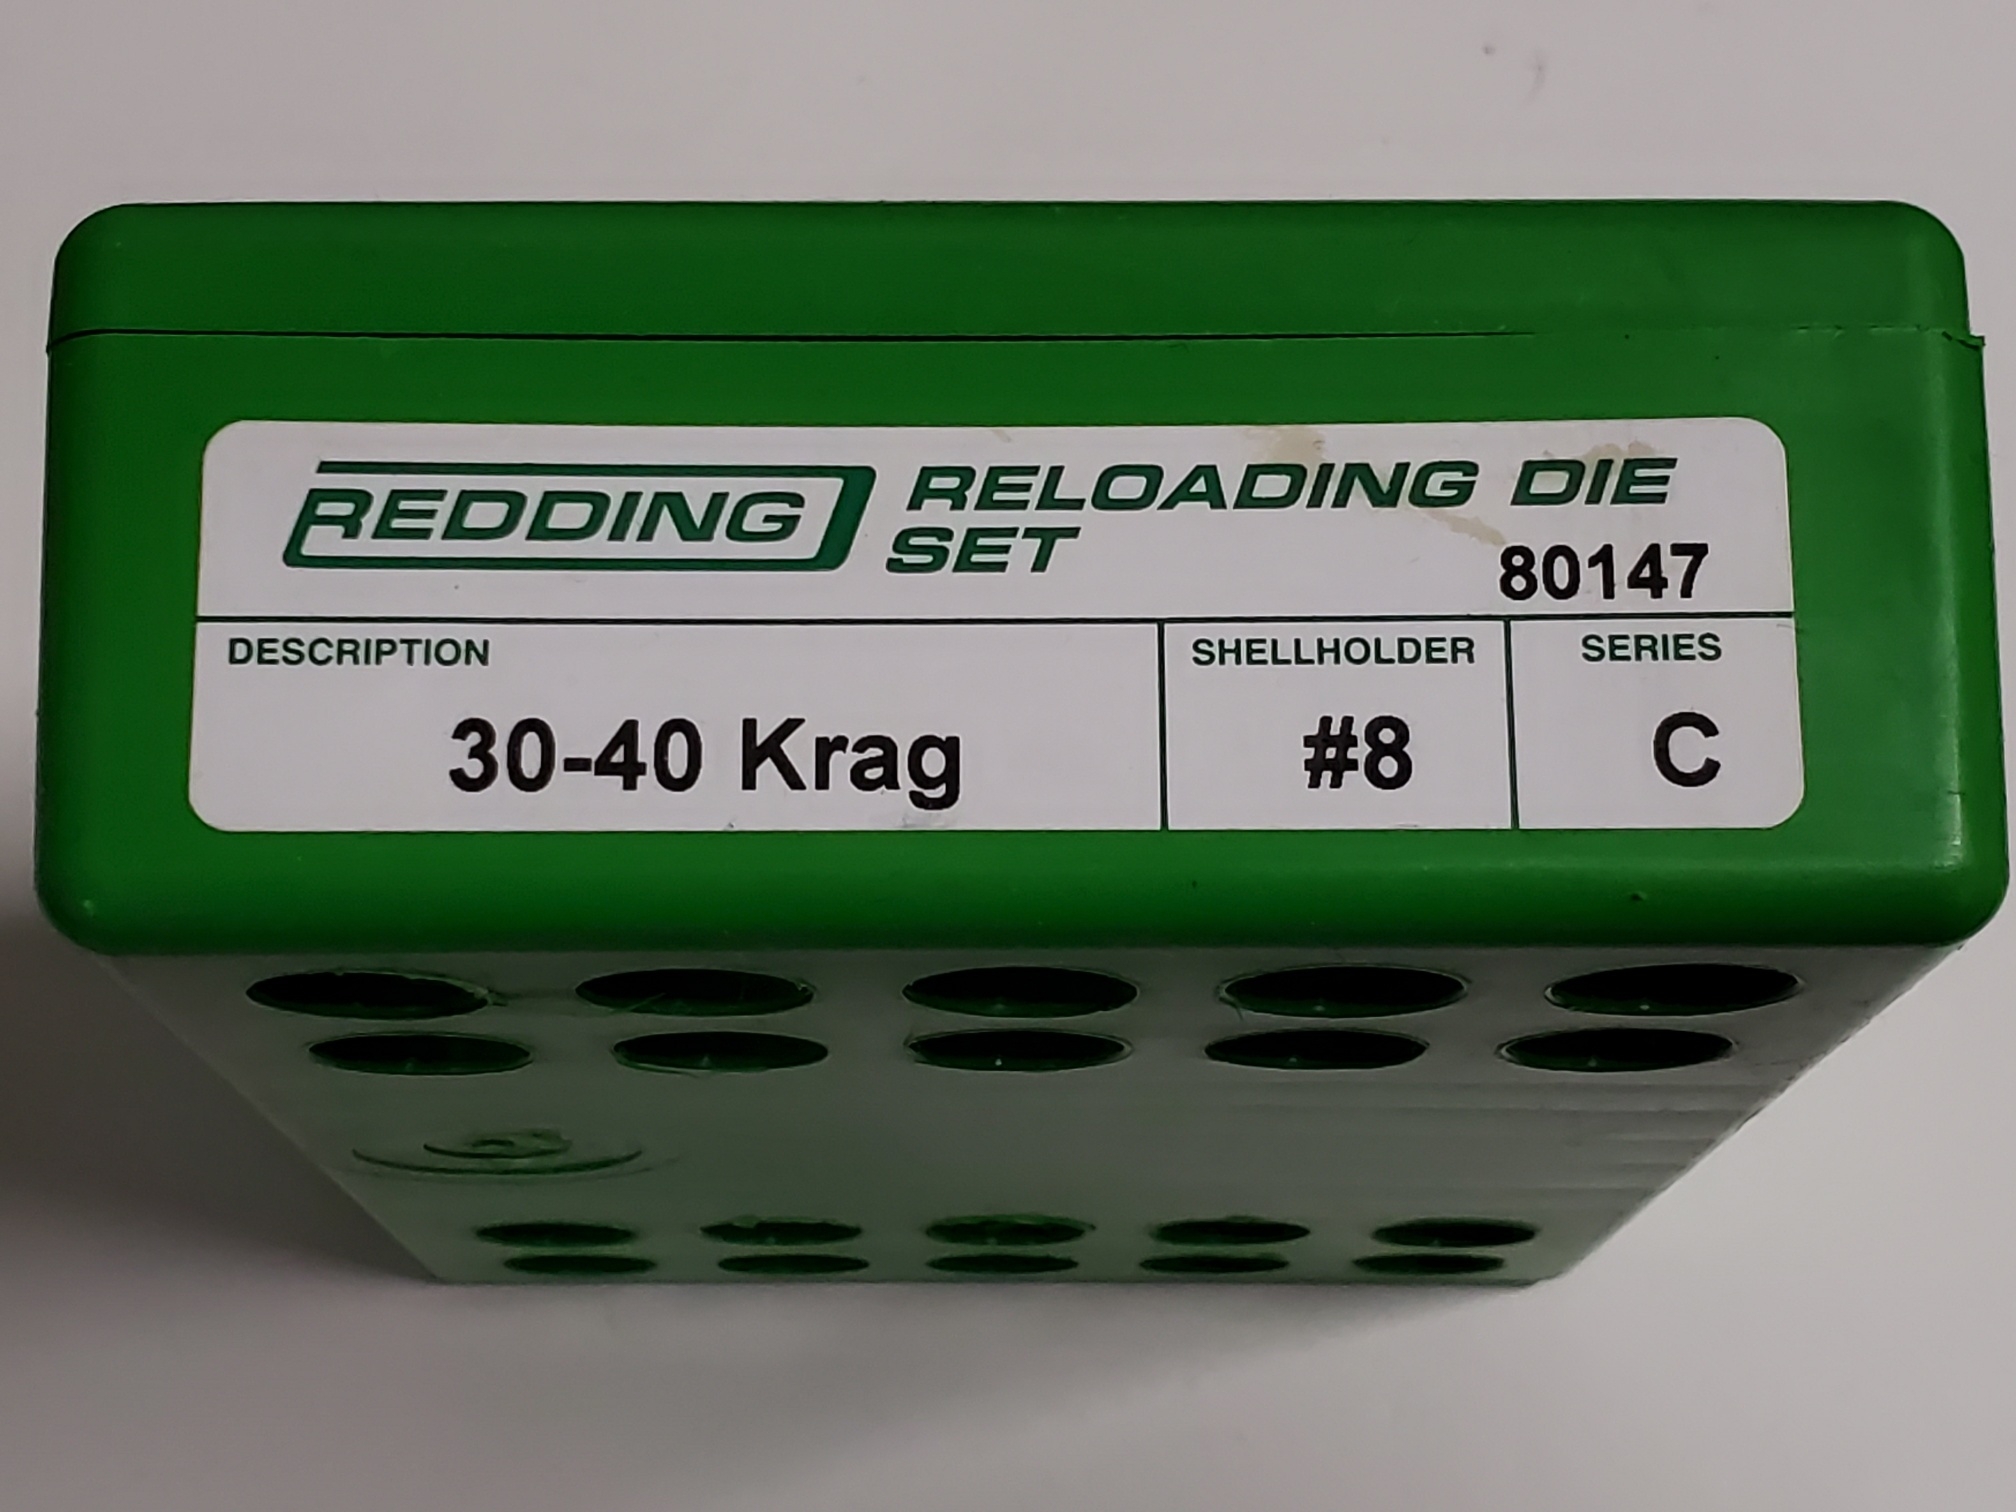 REDDING RELOADING DIE
SET
80147
DESCRIPTION SHELLHOLDER SERIES
30-40 Krag #8 C